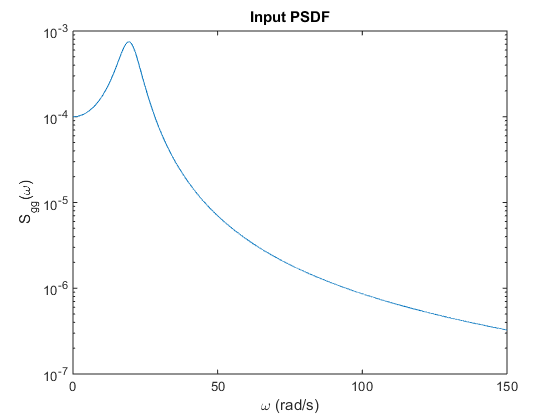 Input PSDF
10⁻³
10⁻⁴
10⁻⁵
10⁻⁶
10⁻⁷
S_gg(ω)
0 50 100 150
ω (rad/s)